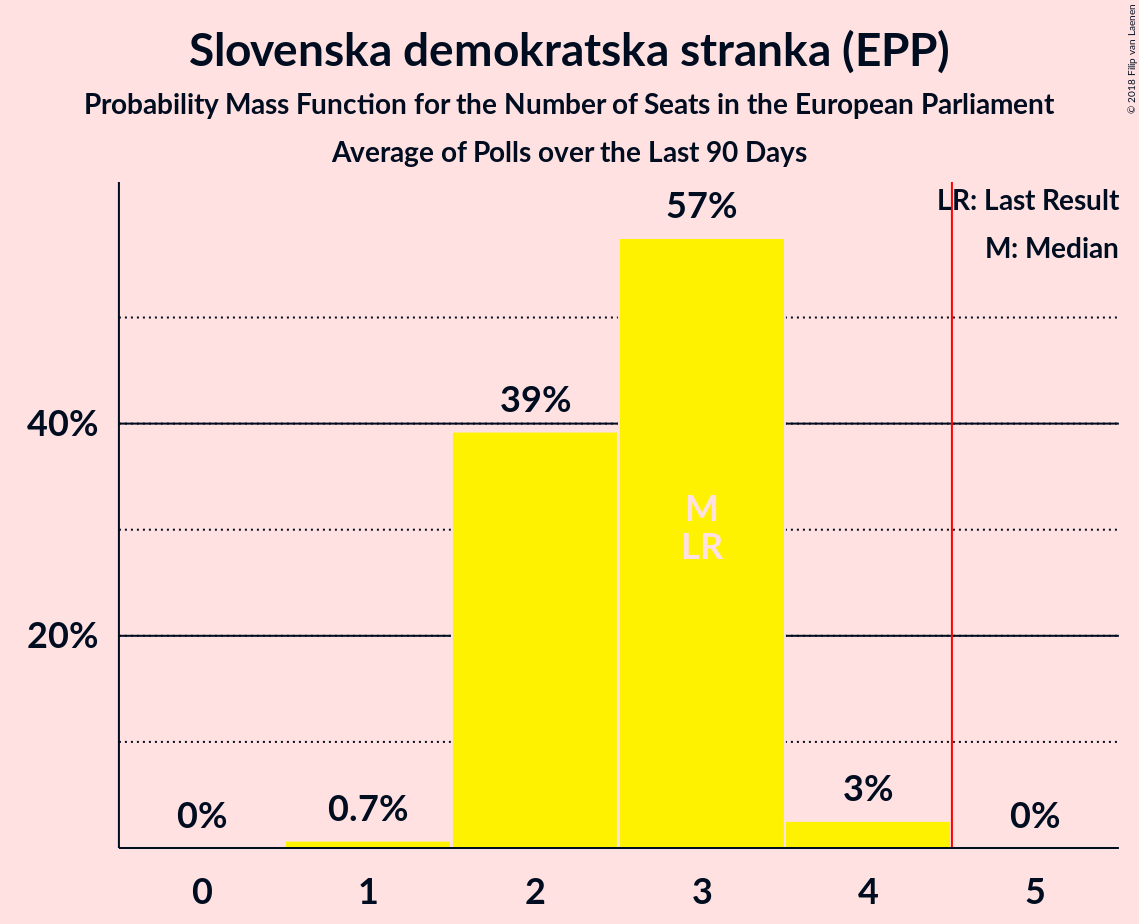 Slovenska demokratska stranka (EPP)
Probability Mass Function for the Number of Seats in the European Parliament
Average of Polls over the Last 90 Days
© 2018 Filip van Laenen
LR: Last Result
M: Median
57%
39%
40%
M
LR
20%
3%
0.7%
0%
0%
0 1 2 3 4 5